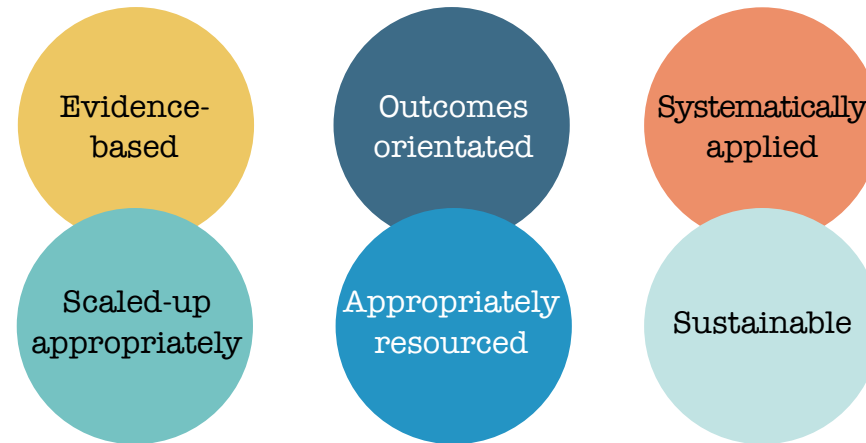 Evidence-
based
Outcomes
orientated
Systematically
applied
Scaled-up
appropriately
Appropriately
resourced
Sustainable